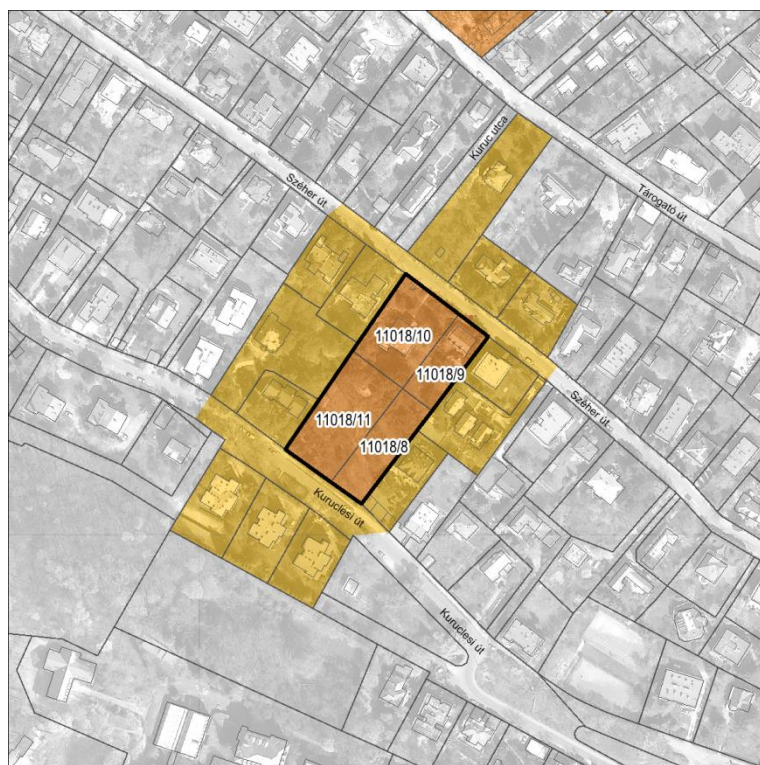 Kuruc utca
Széher út
Tárogató út
11018/10
11018/9
Széher út
11018/11
11018/8
Kuruclesi út
Kuruclesi út